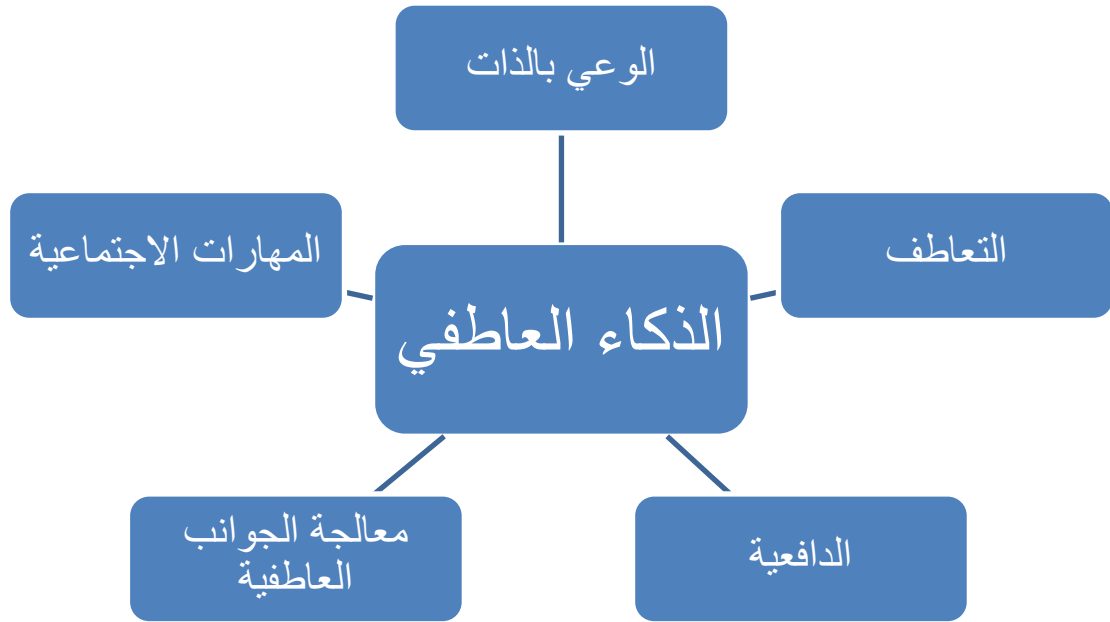 الوعي بالذات
التعاطف
المهارات الاجتماعية
الذكاء العاطفي
الدافعية
معالجة الجوانب
العاطفية